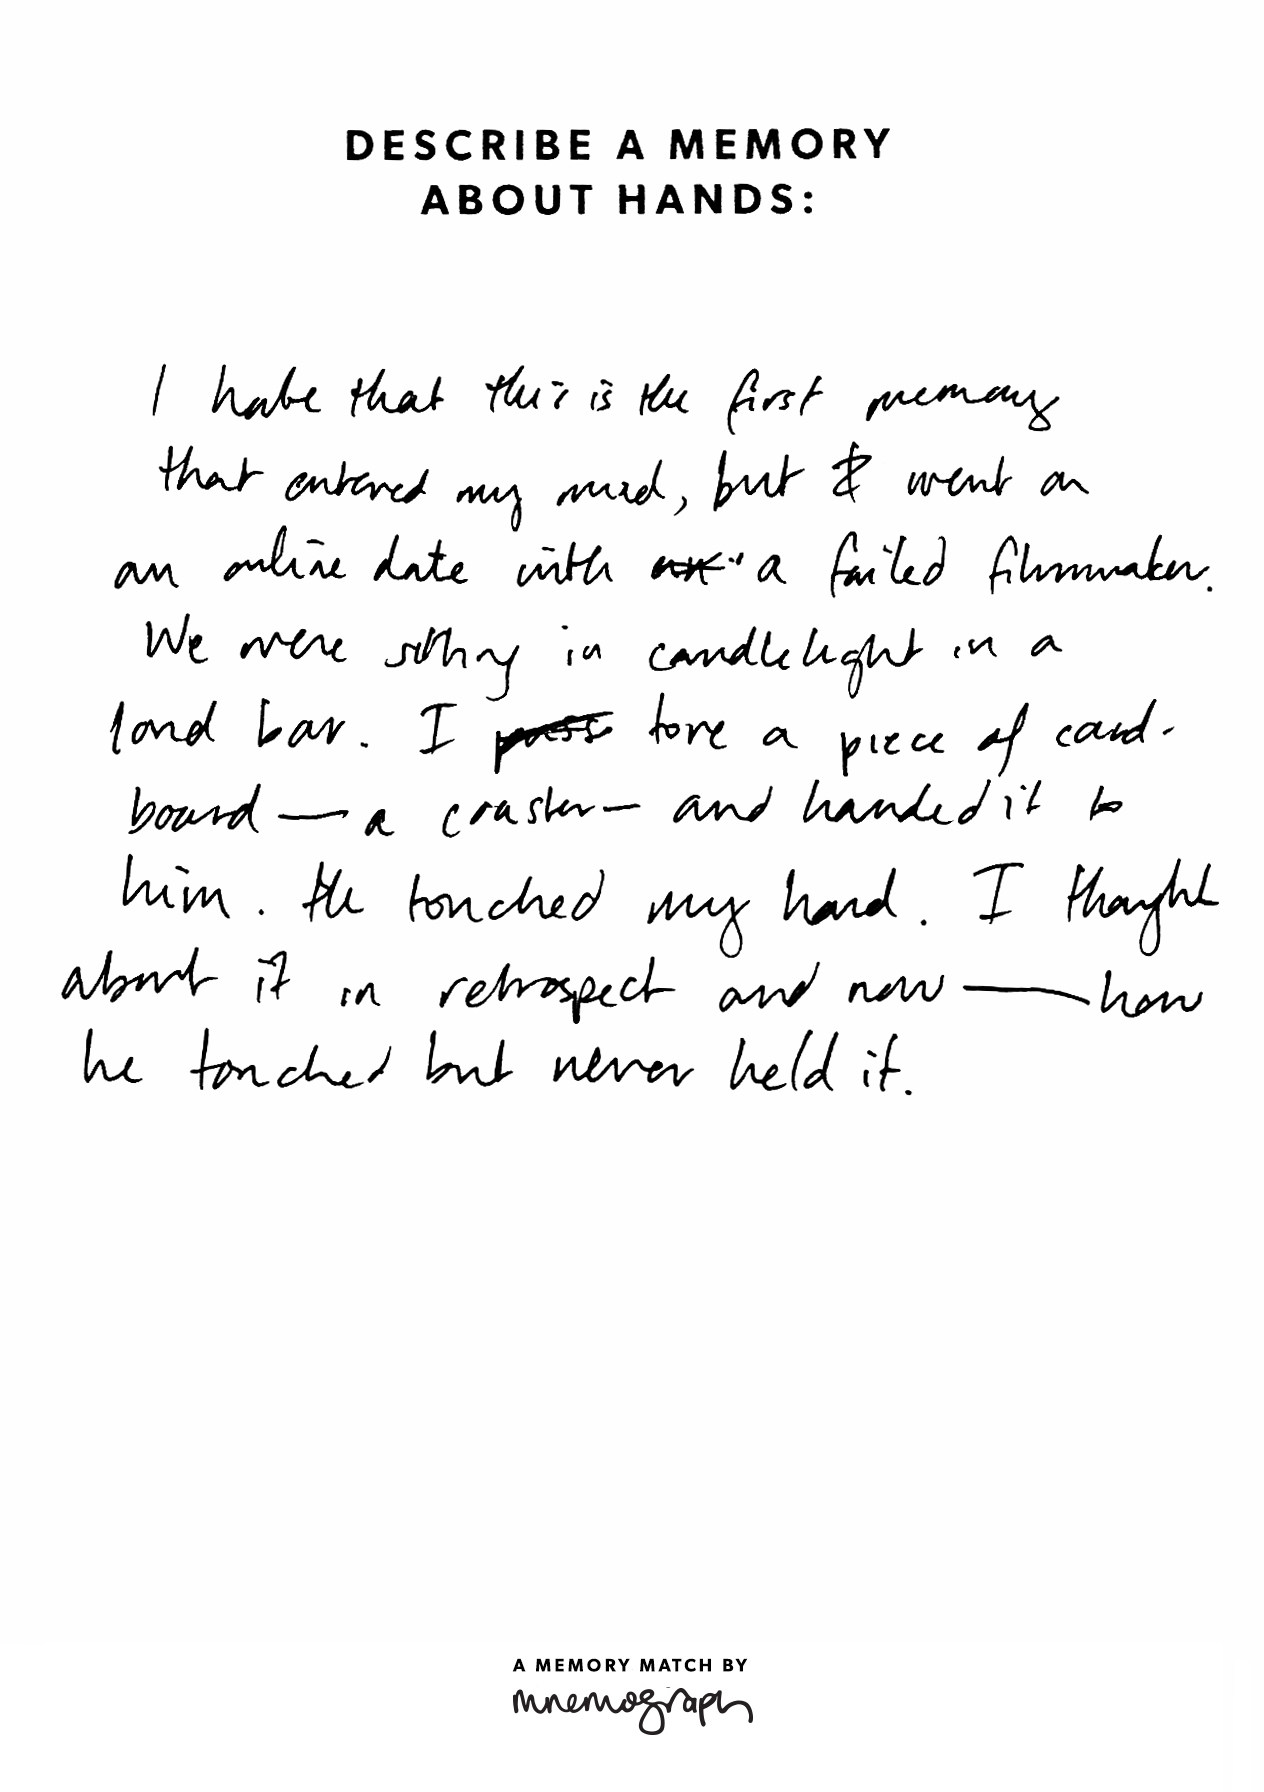 DESCRIBE A MEMORY
ABOUT HANDS:
I hate that this is the first memory
that entered my mind, but I went on
an online date with a failed filmmaker.
We were sitting in candlelight in a
loud bar. I pass tore a piece of card-
board — a coaster — and handed it to
him. He touched my hand. I thought
about it in retrospect and now — how
he touched but never held it.
A MEMORY MATCH BY
mnemograph